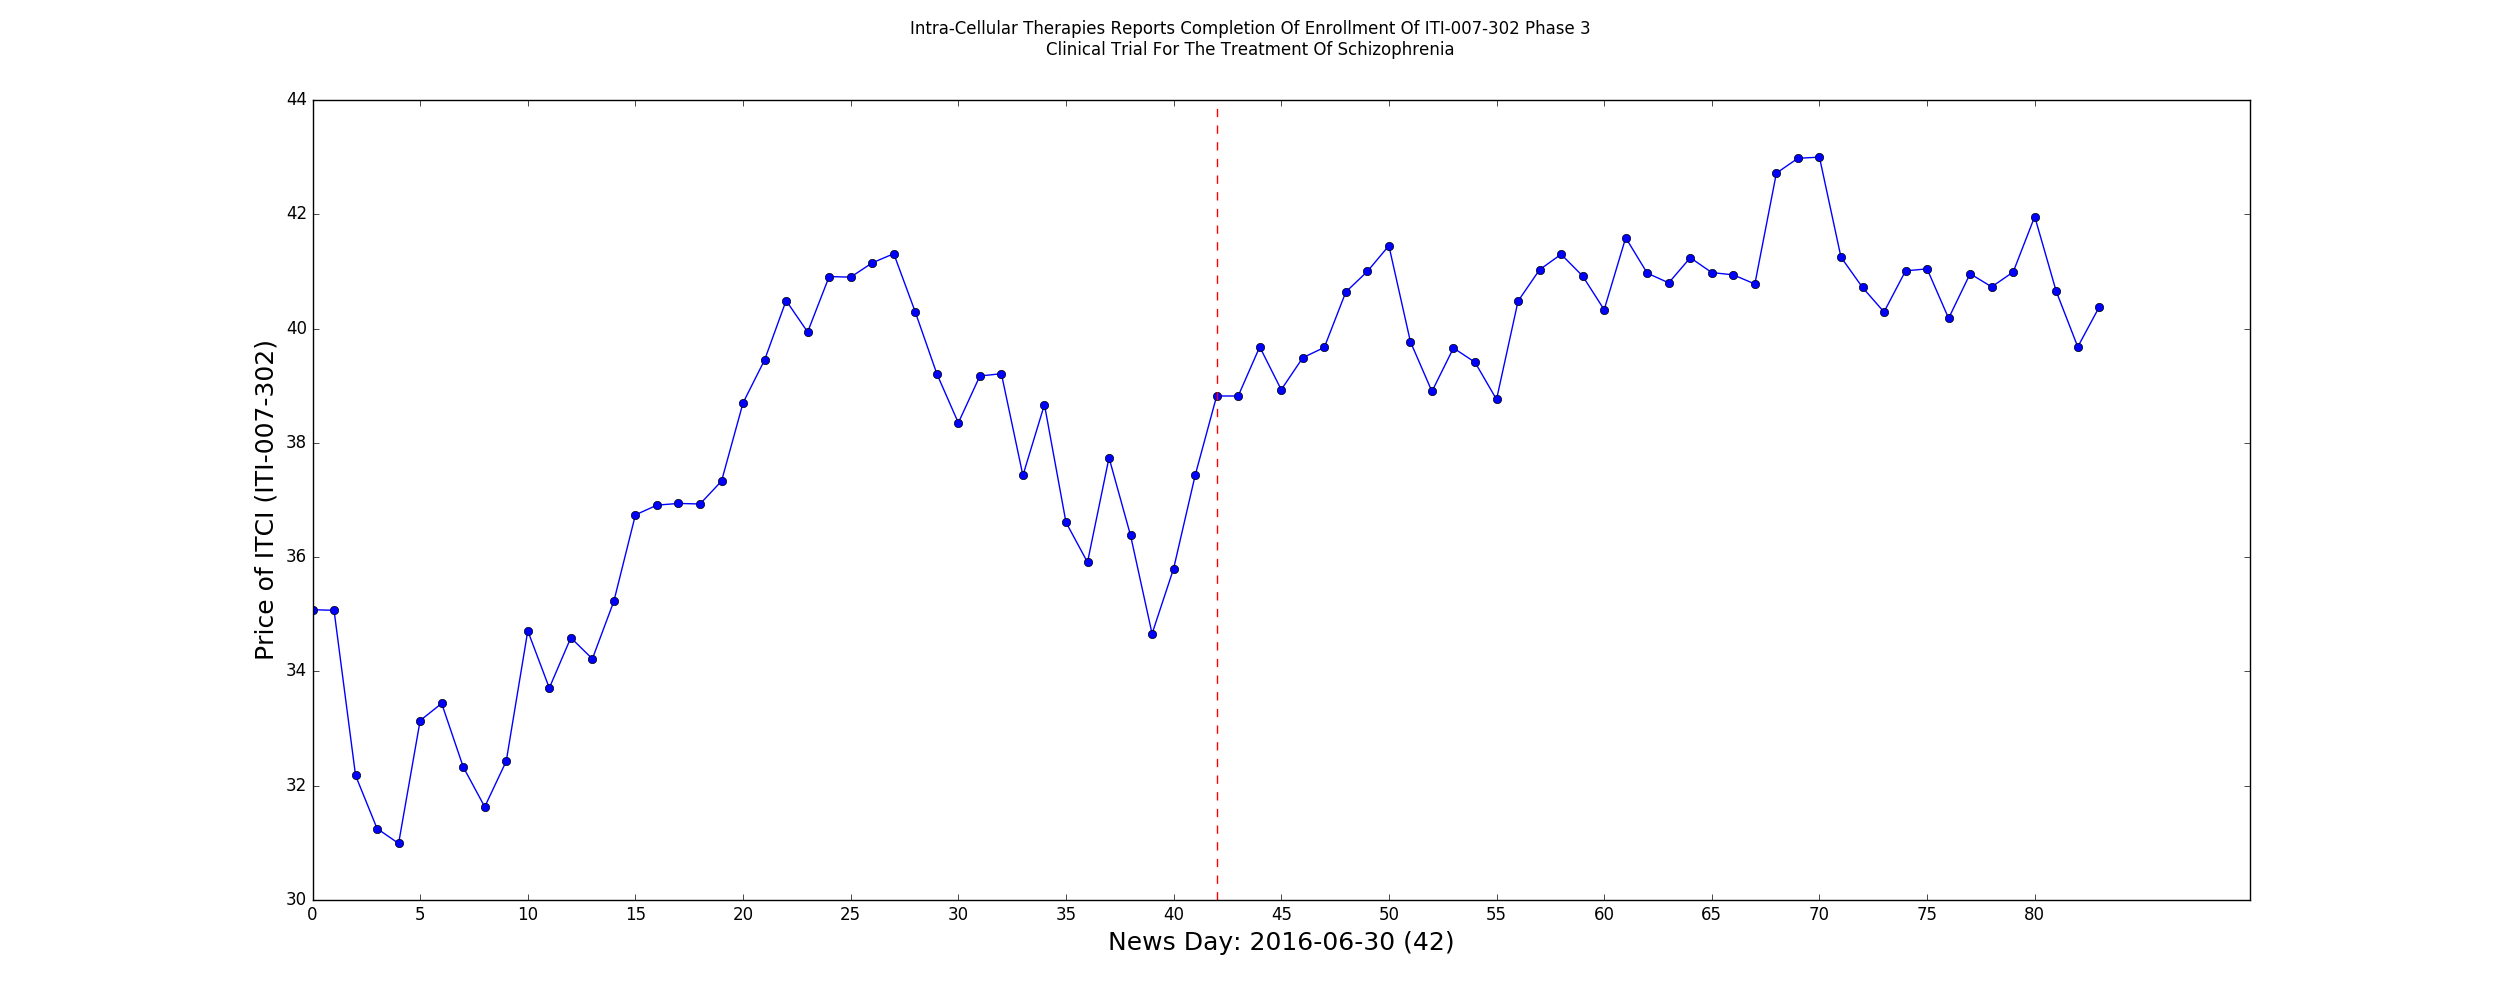 Intra-Cellular Therapies Reports Completion Of Enrollment Of ITI-007-302 Phase 3
Clinical Trial For The Treatment Of Schizophrenia
44
42
40
38
36
34
32
30
Price of ITCI (ITI-007-302)
0 5 10 15 20 25 30 35 40 45 50 55 60 65 70 75 80
News Day: 2016-06-30 (42)